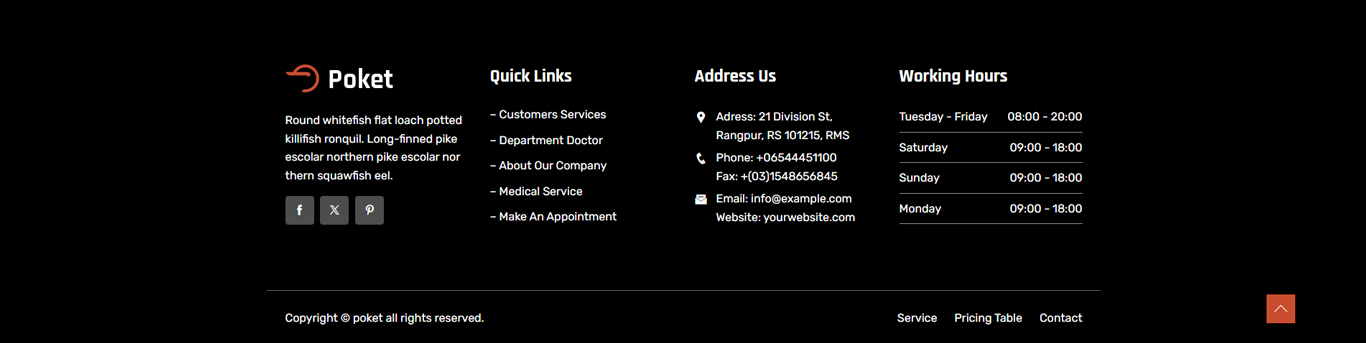 Poket
Round whitefish flat loach potted
killifish ronquil. Long-finned pike
escolar northern pike escolar nor
thern squawfish eel.
Quick Links
– Customers Services
– Department Doctor
– About Our Company
– Medical Service
– Make An Appointment
Address Us
Adress: 21 Division St,
Rangpur, RS 101215, RMS
Phone: +06544451100
Fax: +(03)1548656845
Email: info@example.com
Website: yourwebsite.com
Working Hours
Tuesday - Friday 08:00 - 20:00
Saturday 09:00 - 18:00
Sunday 09:00 - 18:00
Monday 09:00 - 18:00
Copyright © poket all rights reserved.
Service Pricing Table Contact